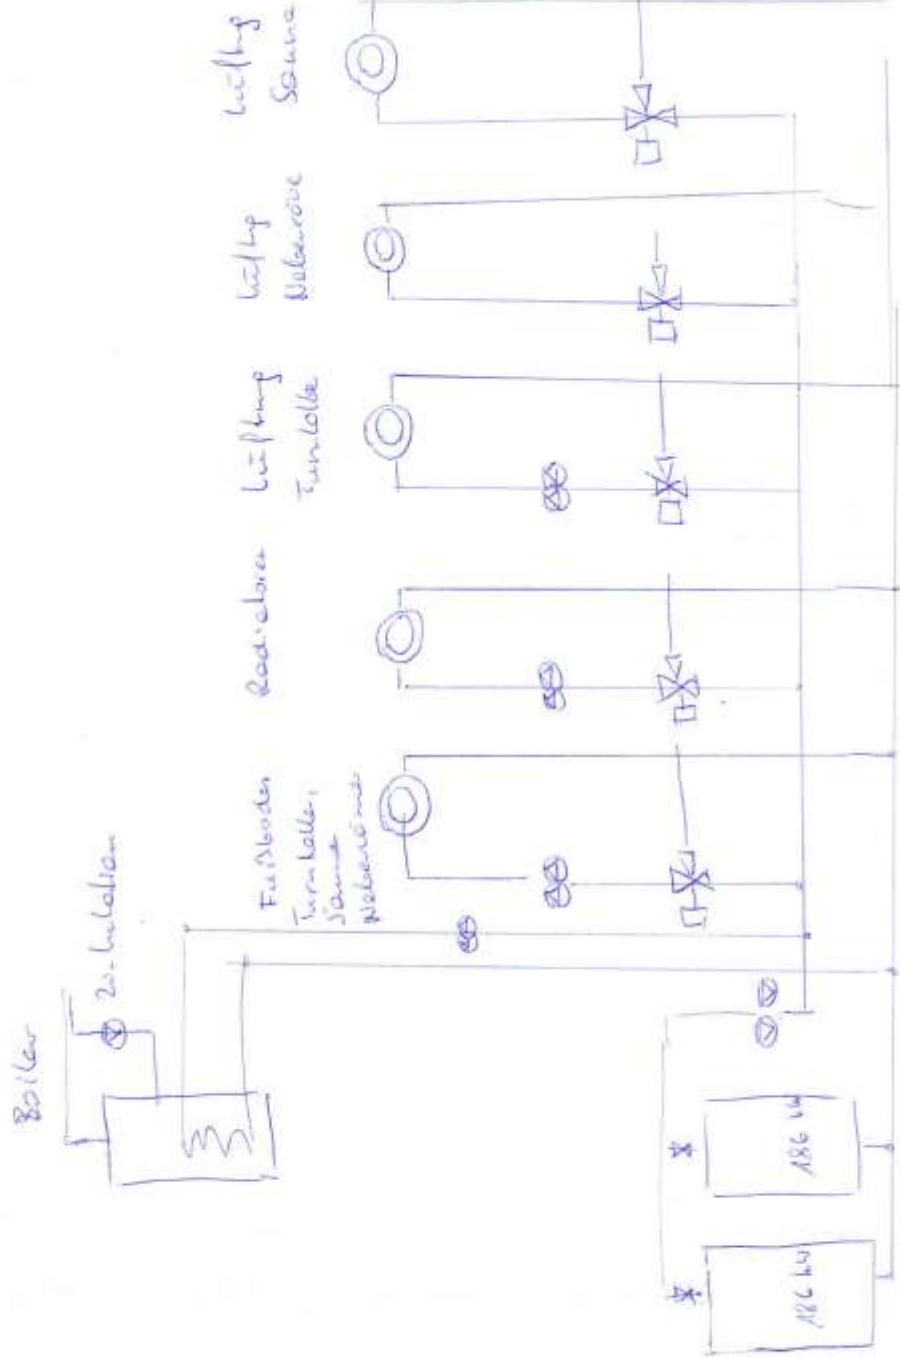 Boiler
Zirkulation
Fußboden
Turnhalle,
Sauna
Nebenräume
Radiatoren
Lüftung
Turnhalle
Lüftung
Nebenräume
Lüftung
Sauna
186 kW
186 kW